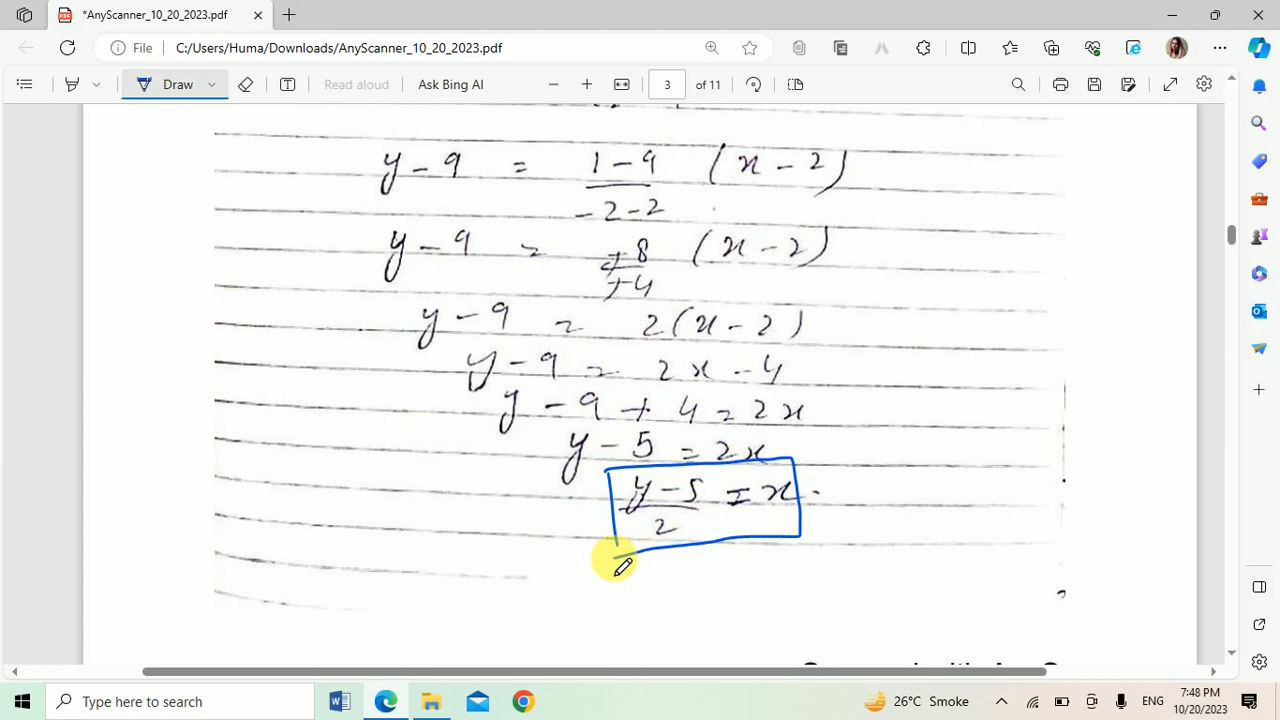 *AnyScanner_10_20_2023.pdf
File C:/Users/Huma/Downloads/AnyScanner_10_20_2023.pdf
Draw Read aloud Ask Bing AI 3 of 11
y - 9 = 1 - 9 (x - 2)
- 2 - 2
y - 9 = - 8 (x - 2)
- 4
y - 9 = 2(x - 2)
y - 9 = 2x - 4
y - 9 + 4 = 2x
y - 5 = 2x
y - 5 = x
2
Type here to search 26°C Smoke ENG :48 PM
10/20/2023